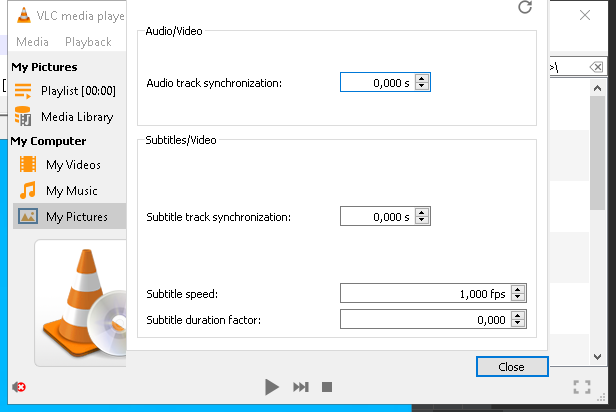 VLC media playe
Media Playback
My Pictures
Playlist [00:00]
Media Library
My Computer
My Videos
My Music
My Pictures
Audio/Video
Audio track synchronization: 0,000 s
Subtitles/Video
Subtitle track synchronization: 0,000 s
Subtitle speed: 1,000 fps
Subtitle duration factor: 0,000
Close